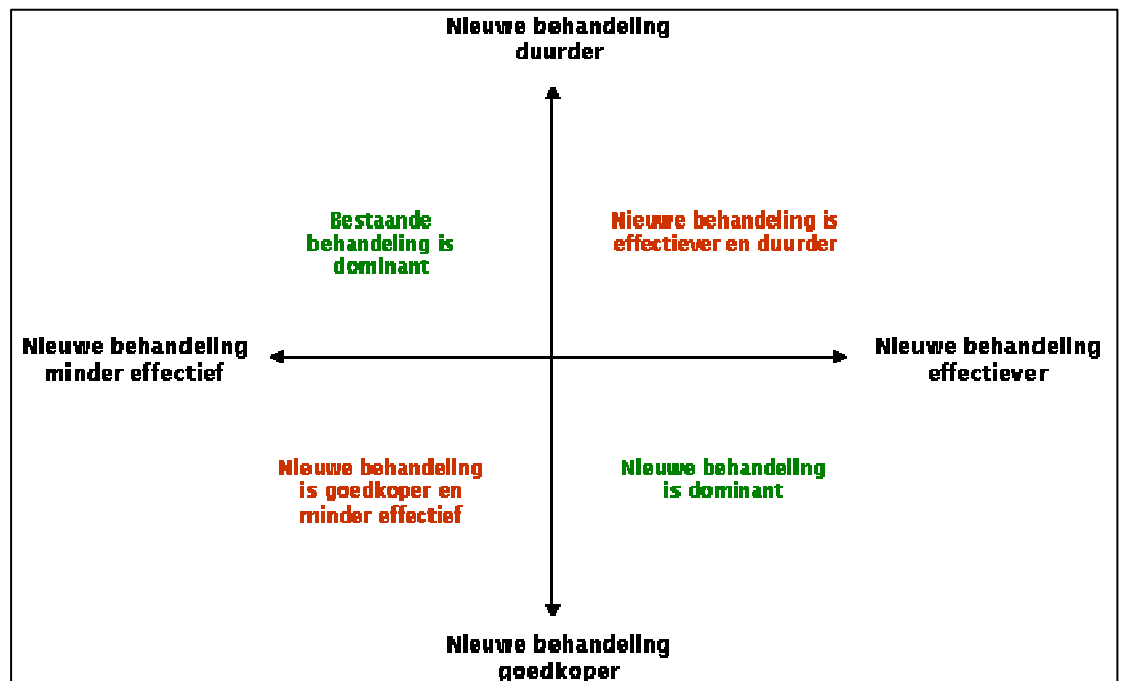 Nieuwe behandeling
duurder
Bestaande
behandeling is
dominant
Nieuwe behandeling is
effectiever en duurder
Nieuwe behandeling
minder effectief
Nieuwe behandeling
effectiever
Nieuwe behandeling
is goedkoper en
minder effectief
Nieuwe behandeling
is dominant
Nieuwe behandeling
goedkoper